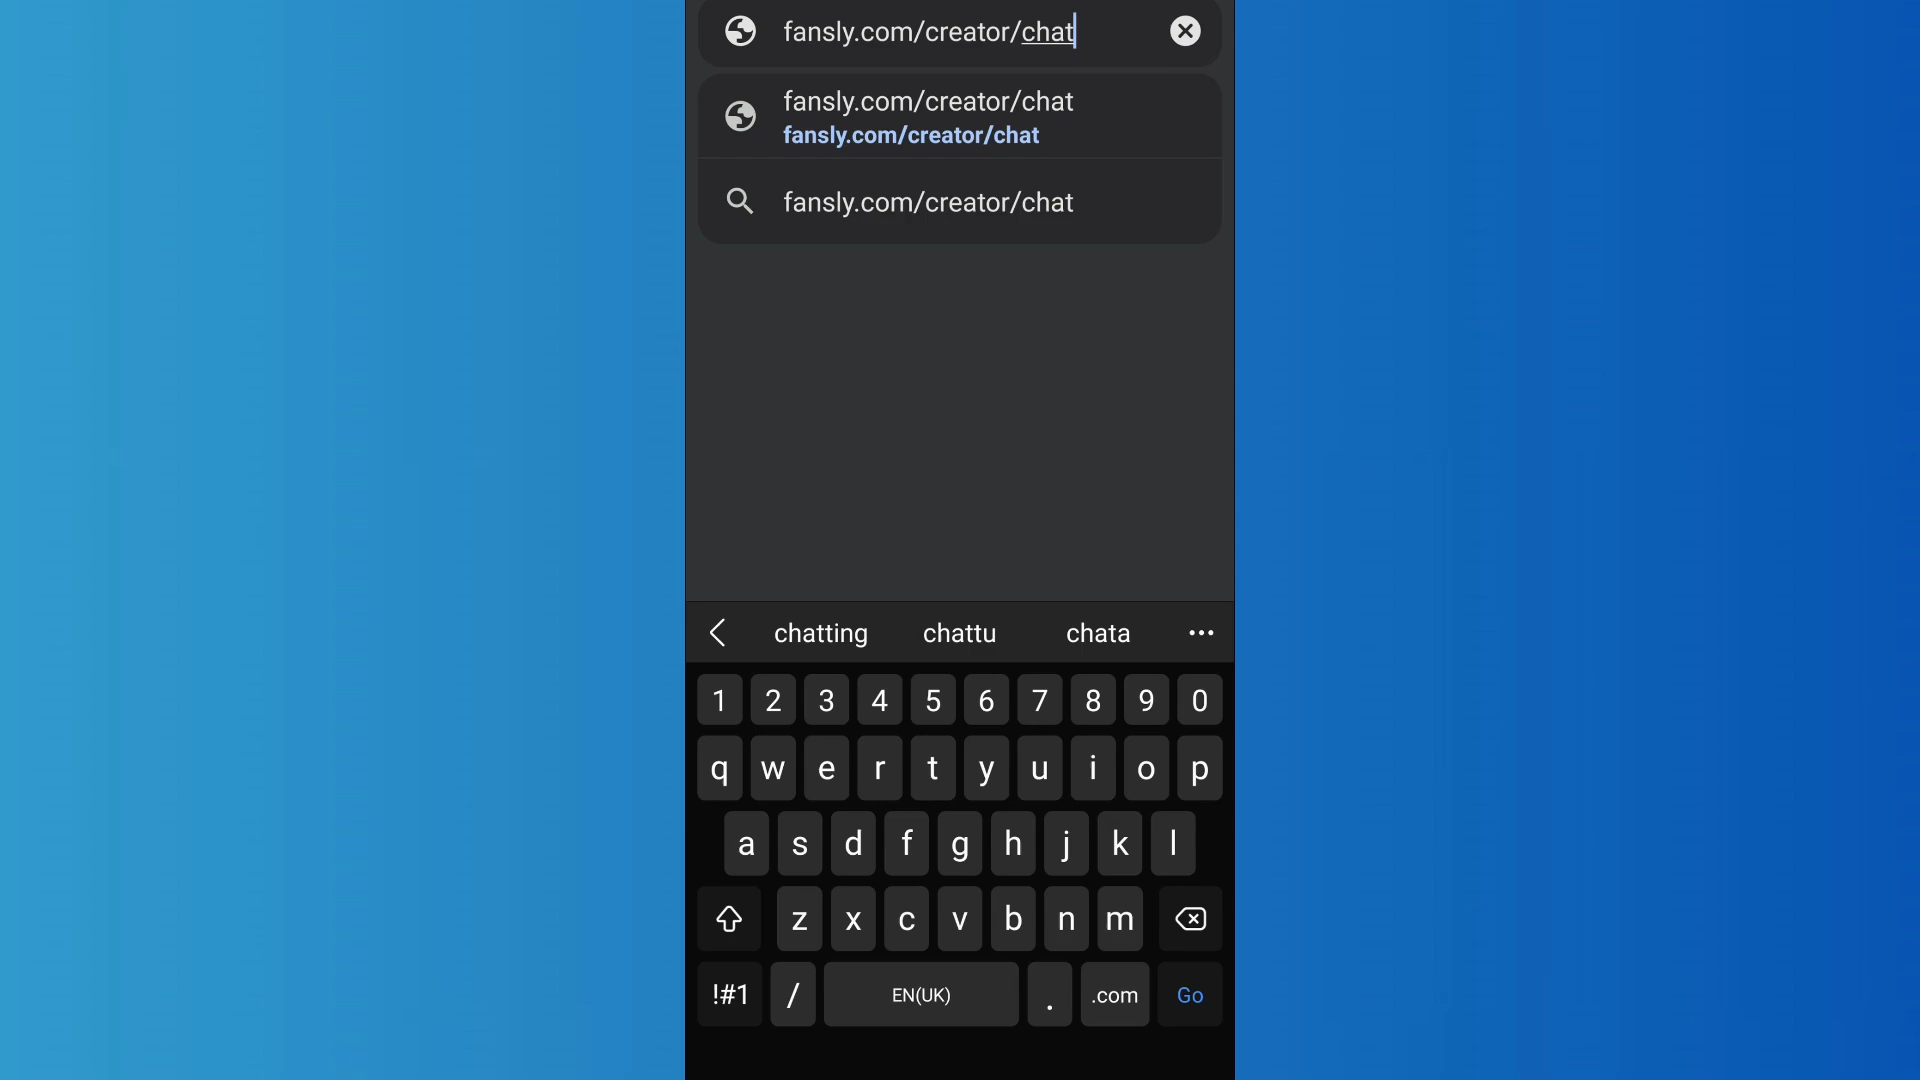 fansly.com/creator/chat
fansly.com/creator/chat
fansly.com/creator/chat
fansly.com/creator/chat
chatting chattu chata
1 2 3 4 5 6 7 8 9 0
q w e r t y u i o p
a s d f g h j k l
z x c v b n m
!#1 / EN(UK) . .com Go